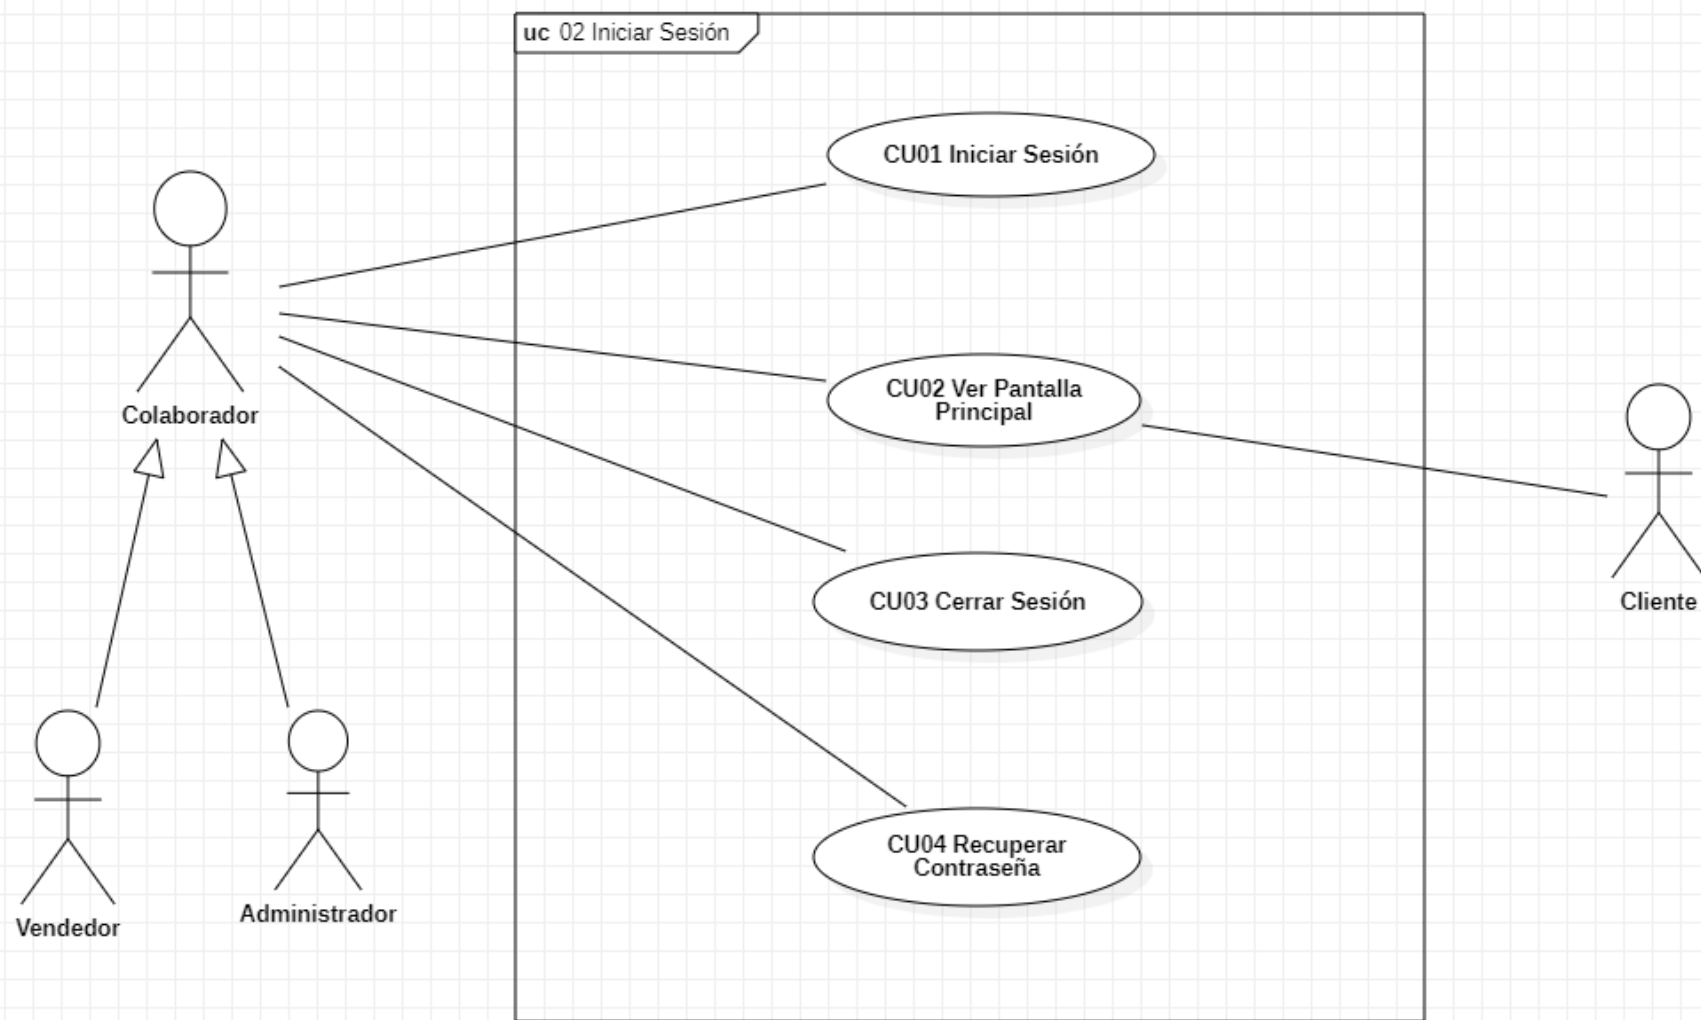 uc 02 Iniciar Sesión
CU01 Iniciar Sesión
CU02 Ver Pantalla
Principal
Colaborador
CU03 Cerrar Sesión
Cliente
CU04 Recuperar
Contraseña
Administrador
Vendedor